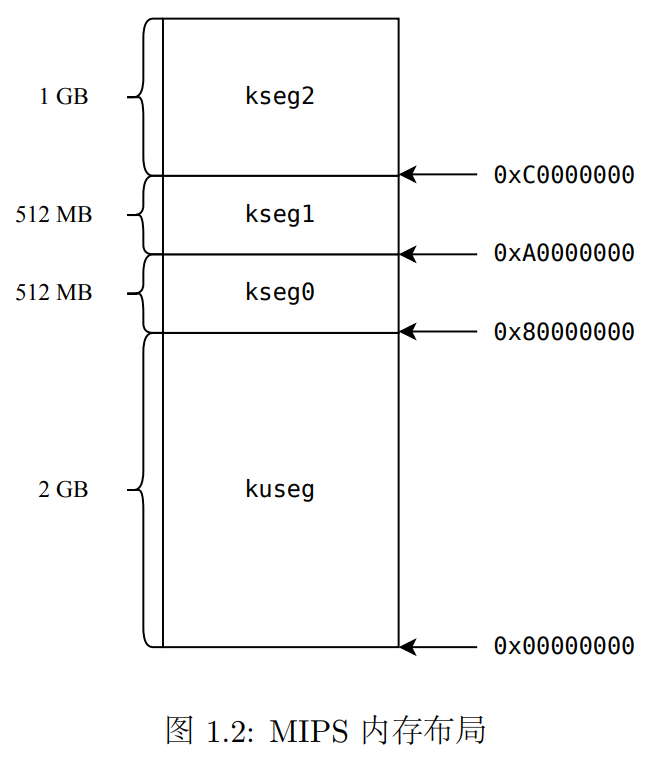 1 GB
kseg2
0xC0000000
512 MB
kseg1
0xA0000000
512 MB
kseg0
0x80000000
2 GB
kuseg
0x00000000
图 1.2: MIPS 内存布局